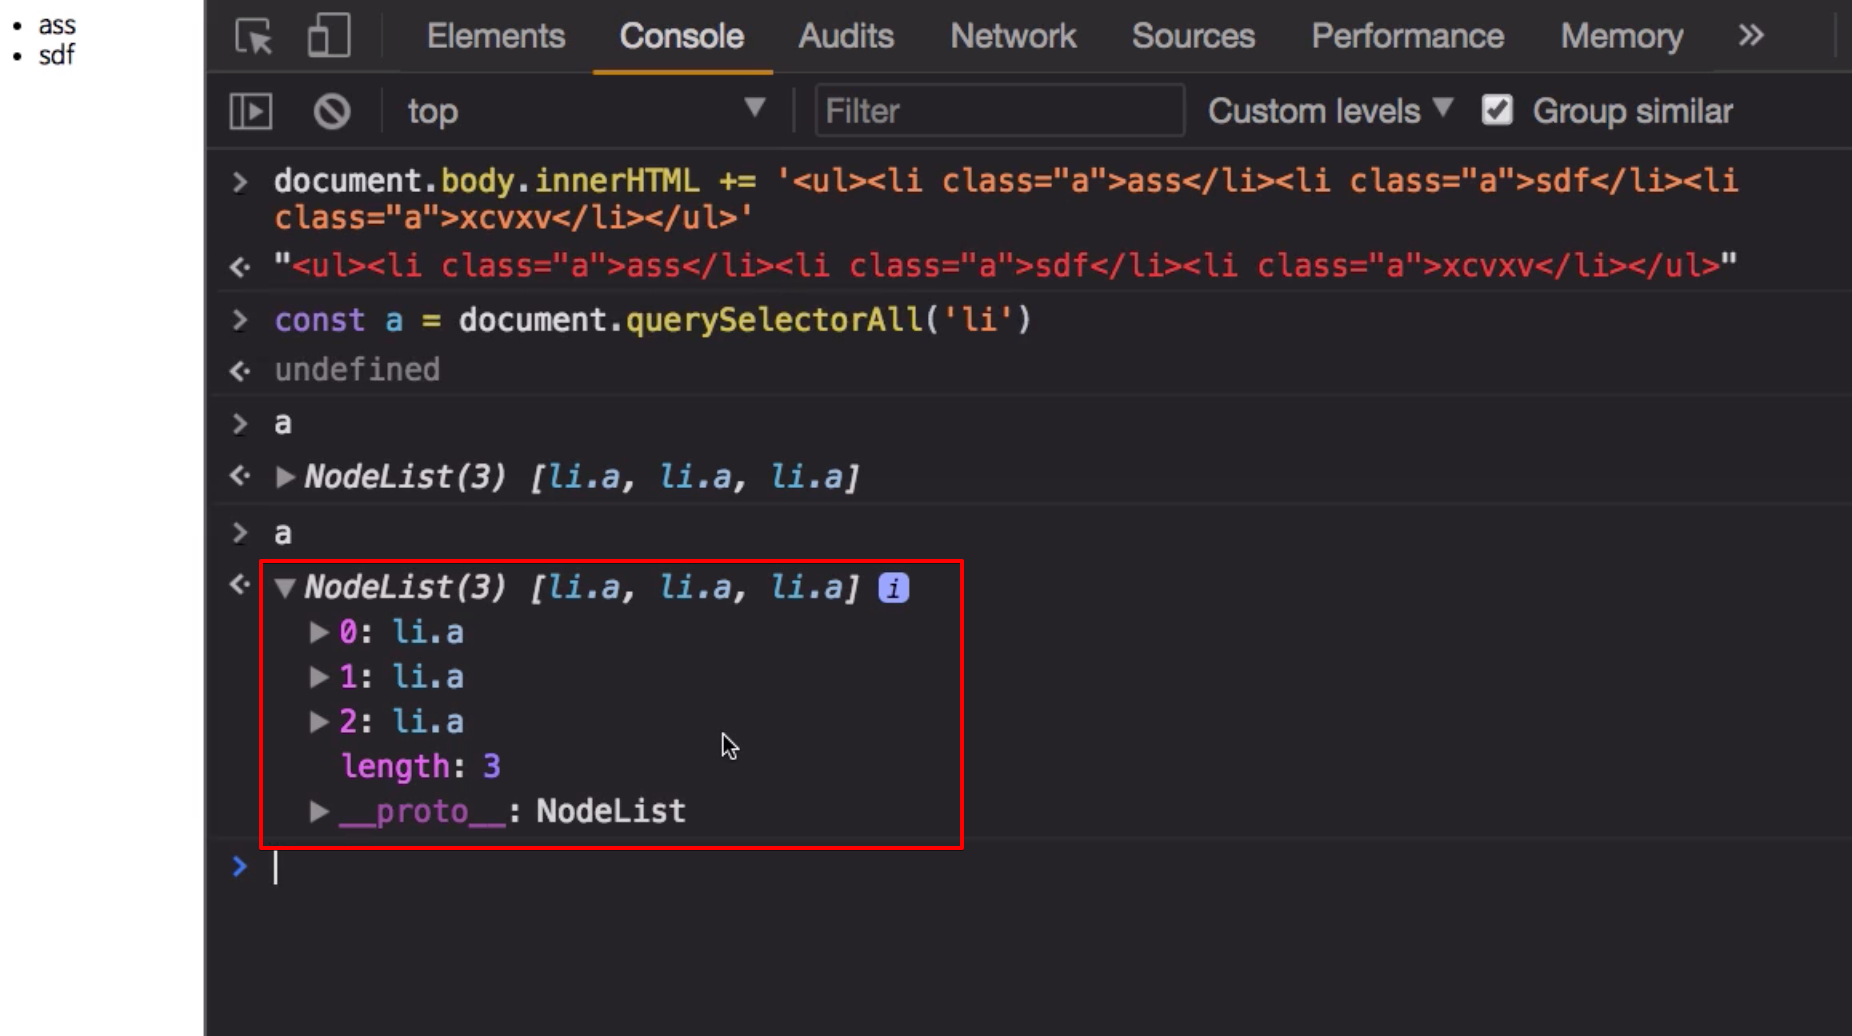 ass
sdf
Elements Console Audits Network Sources Performance Memory »
top ▼ Filter Custom levels ▼ Group similar
> document.body.innerHTML += '<ul><li class="a">ass</li><li class="a">sdf</li><li
class="a">xcvxv</li></ul>'
"<ul><li class="a">ass</li><li class="a">sdf</li><li class="a">xcvxv</li></ul>"
> const a = document.querySelectorAll('li')
undefined
> a
▶ NodeList(3) [li.a, li.a, li.a]
> a
▼ NodeList(3) [li.a, li.a, li.a] i
▶ 0: li.a
▶ 1: li.a
▶ 2: li.a
length: 3
▶ __proto__: NodeList
>